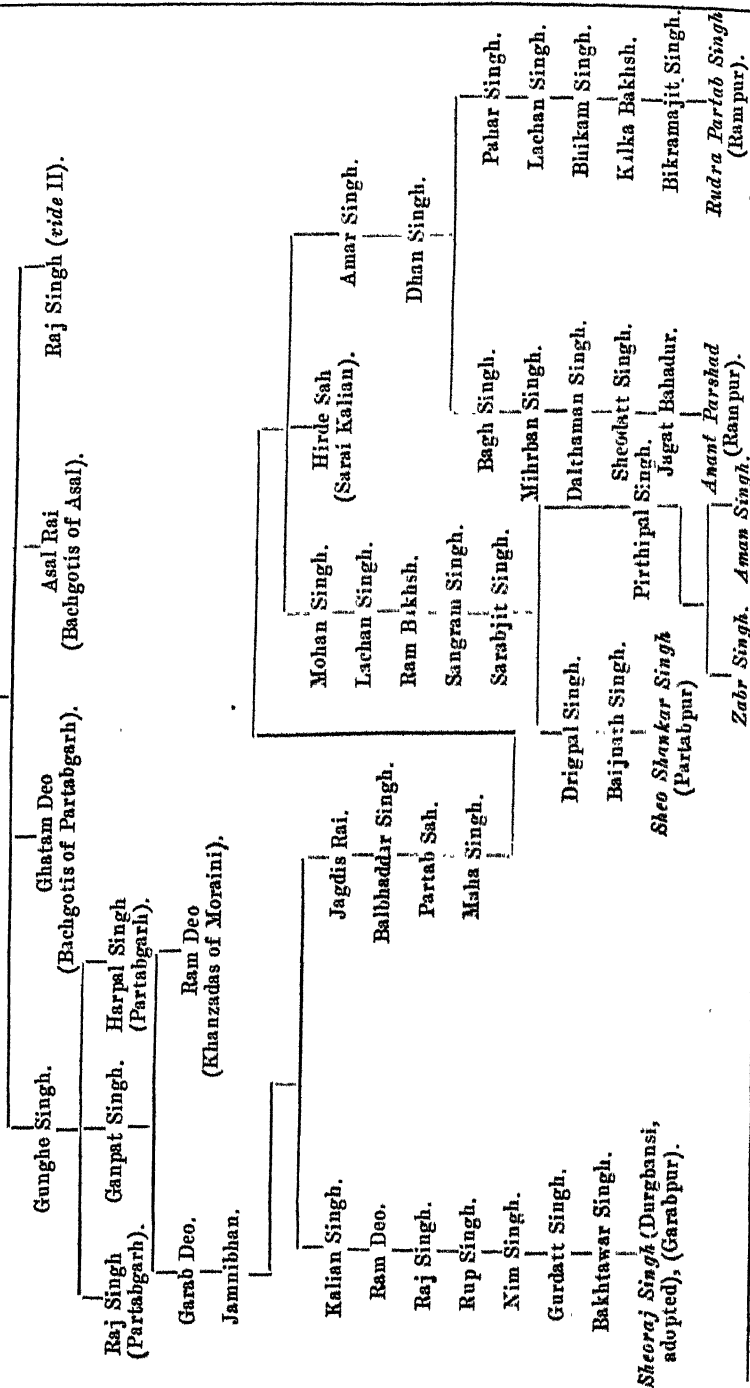 Gunghe Singh.
Ghatam Deo
(Bachgotis of Partabgarh).
Asal Rai
(Bachgotis of Asal).
Raj Singh (vide II).
Raj Singh
(Partabgarh).
Ganpat Singh.
Harpal Singh
(Partabgarh).
Garab Deo.
Ram Deo
(Khanzadas of Moraini).
Jamnibhan.
Kalian Singh.
Ram Deo.
Raj Singh.
Rup Singh.
Nim Singh.
Gurdatt Singh.
Bakhtawar Singh.
Sheoraj Singh (Durgbansi,
adopted), (Garabpur).
Jagdis Rai.
Balbhaddar Singh.
Partab Sah.
Maha Singh.
Mohan Singh.
Lachan Singh.
Ram Bakhsh.
Sangram Singh.
Sarabjit Singh.
Hirde Sah
(Sarai Kalian).
Amar Singh.
Dhan Singh.
Drigpal Singh.
Baijnath Singh.
Sheo Shankar Singh
(Partabpur)
Pirthipal Singh.
Zabr Singh. Aman Singh.
Bagh Singh.
Mihrban Singh.
Dalthaman Singh.
Sheodatt Singh.
Jagat Bahadur.
Anant Parshad
(Rampur).
Pahar Singh.
Lachan Singh.
Bhikam Singh.
Kalka Bakhsh.
Bikramajit Singh.
Rudra Partab Singh
(Rampur).